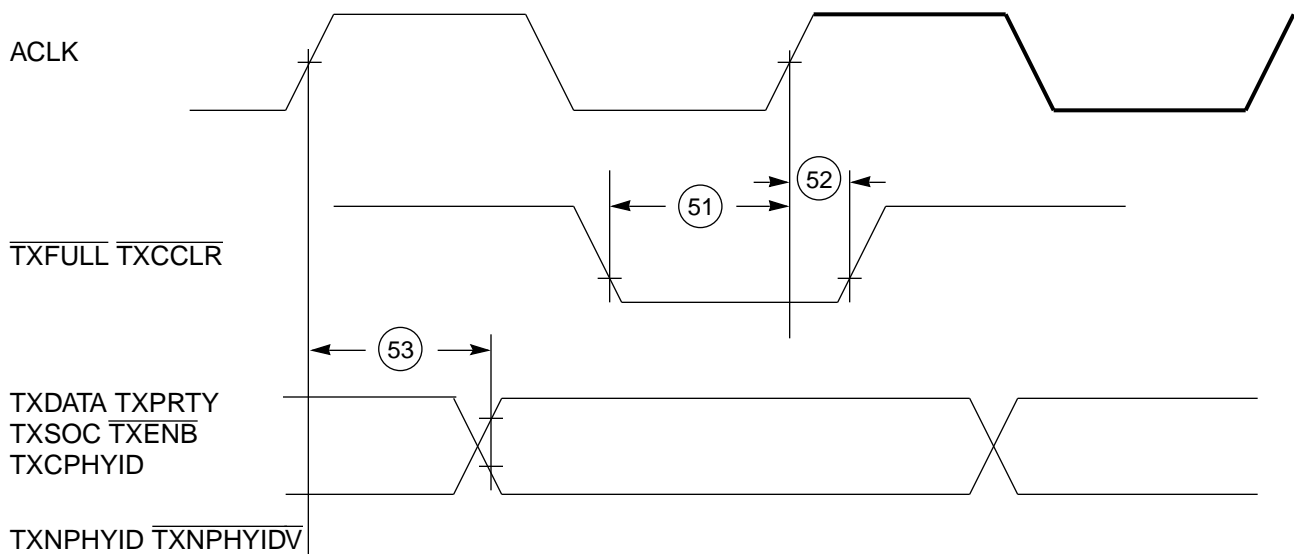 ACLK
52
51
TXFULL TXCCLR
53
TXDATA TXPRTY
TXSOC TXENB
TXCPHYID
TXNPHYID TXNPHYIDV